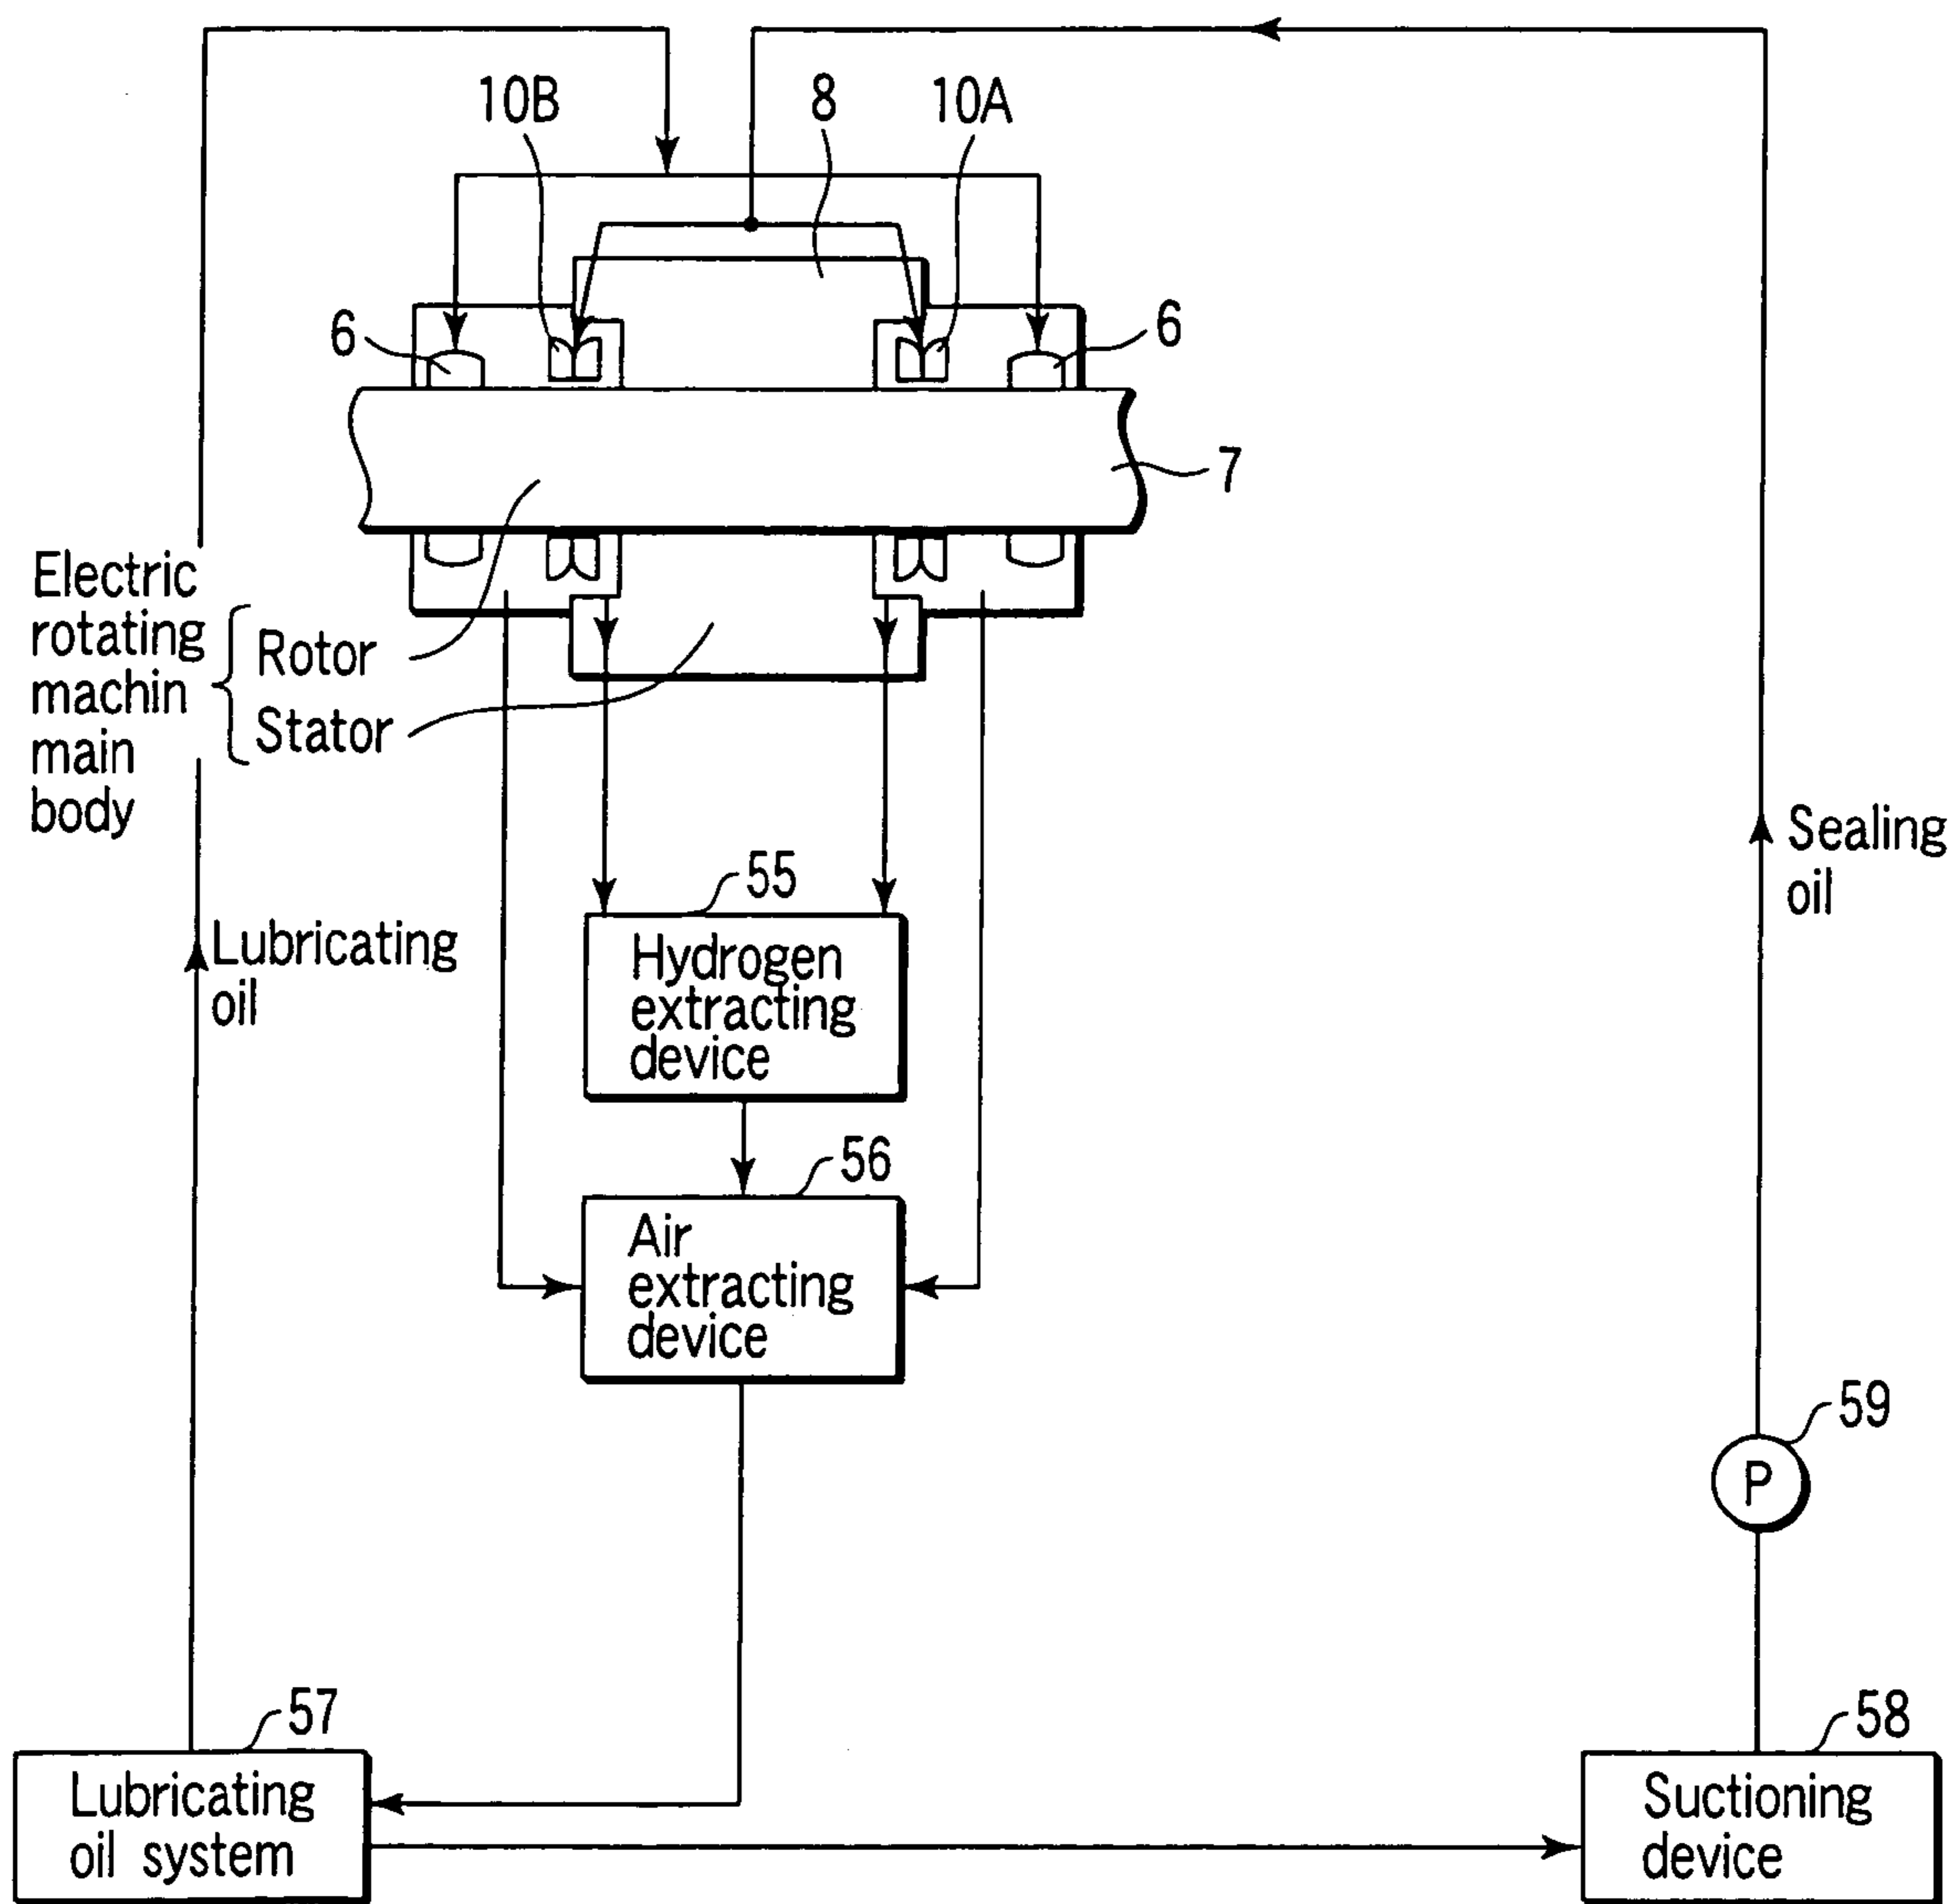 10B
8
10A
6
6
7
Electric
rotating
machin
main
body
Rotor
Stator
Sealing
oil
55
Lubricating
oil
Hydrogen
extracting
device
56
Air
extracting
device
59
P
57
58
Lubricating
oil system
Suctioning
device